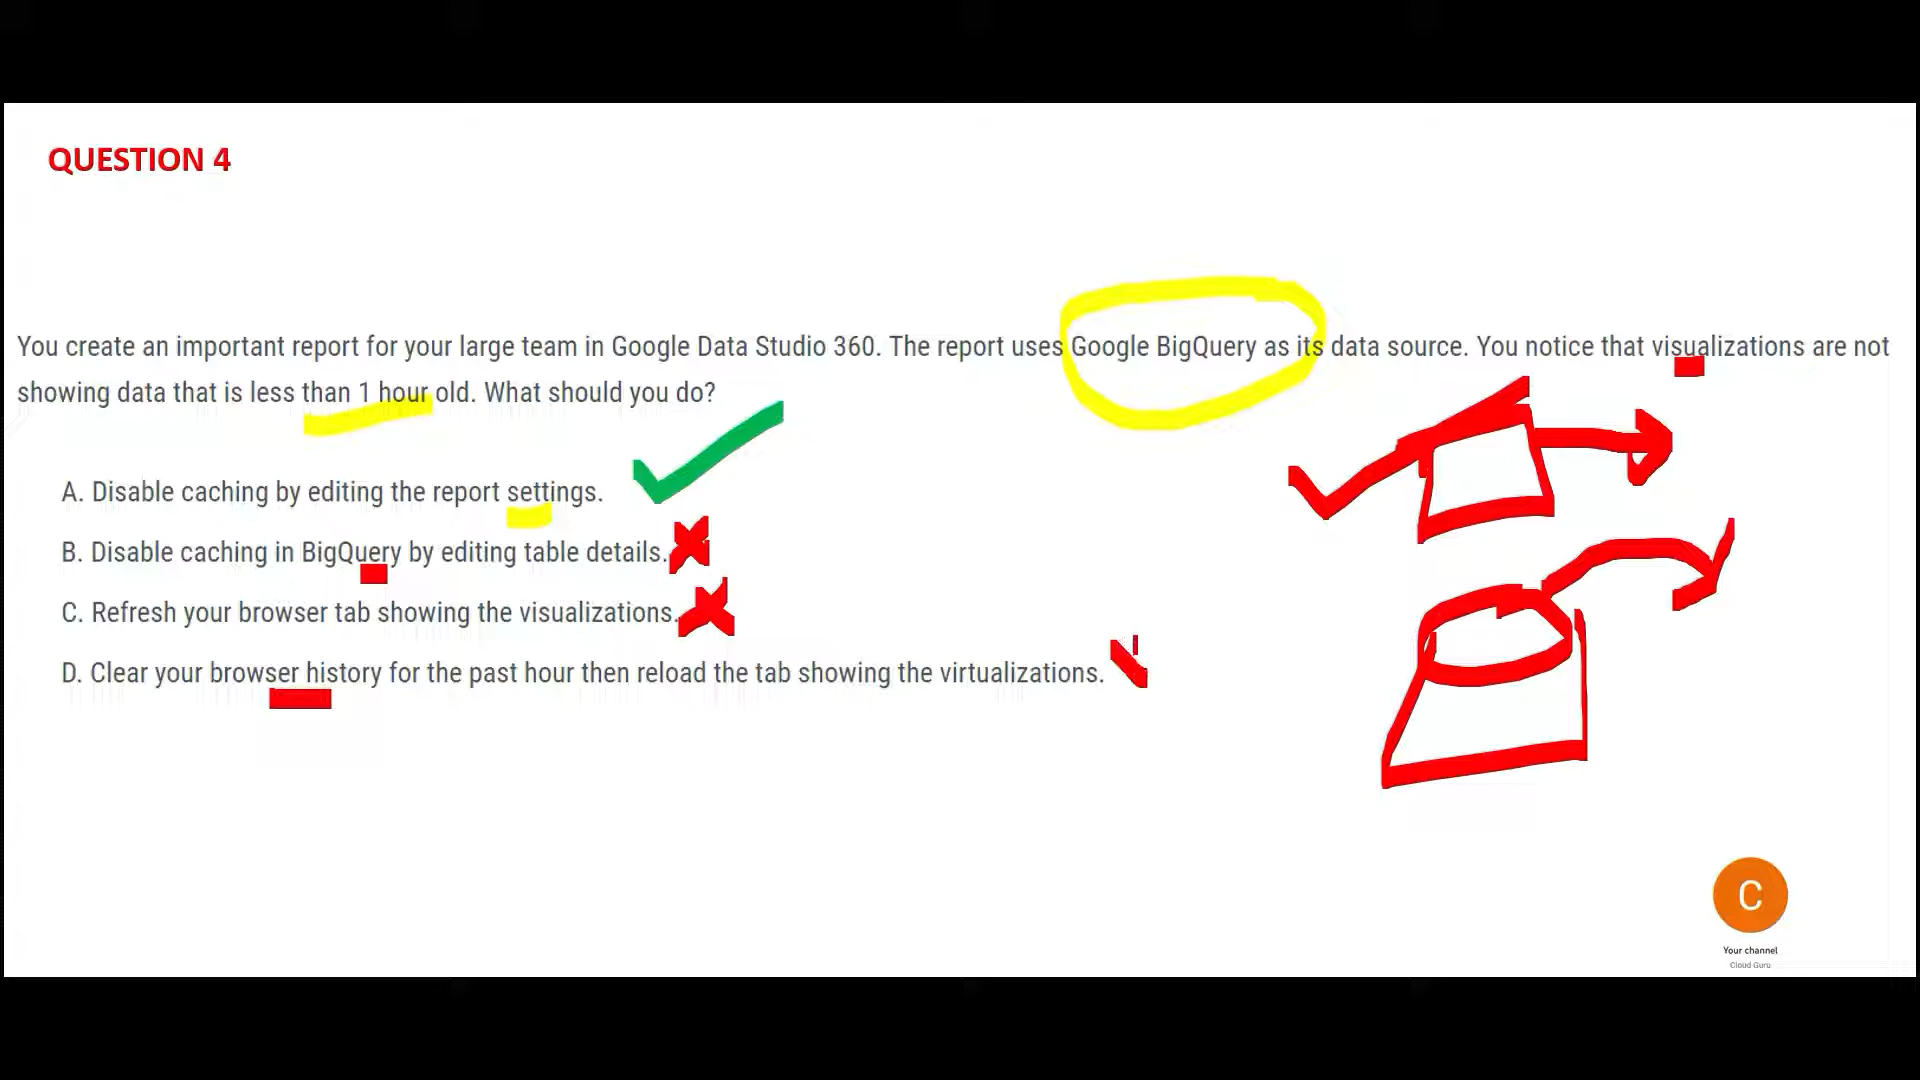 QUESTION 4
You create an important report for your large team in Google Data Studio 360. The report uses Google BigQuery as its data source. You notice that visualizations are not
showing data that is less than 1 hour old. What should you do?
A. Disable caching by editing the report settings.
B. Disable caching in BigQuery by editing table details.
C. Refresh your browser tab showing the visualizations.
D. Clear your browser history for the past hour then reload the tab showing the virtualizations.
C
Your channel
Cloud Guru